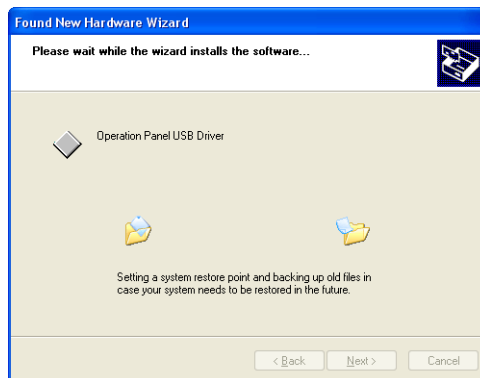 Found New Hardware Wizard
Please wait while the wizard installs the software...
Operation Panel USB Driver
Setting a system restore point and backing up old files in
case your system needs to be restored in the future.
< Back Next > Cancel